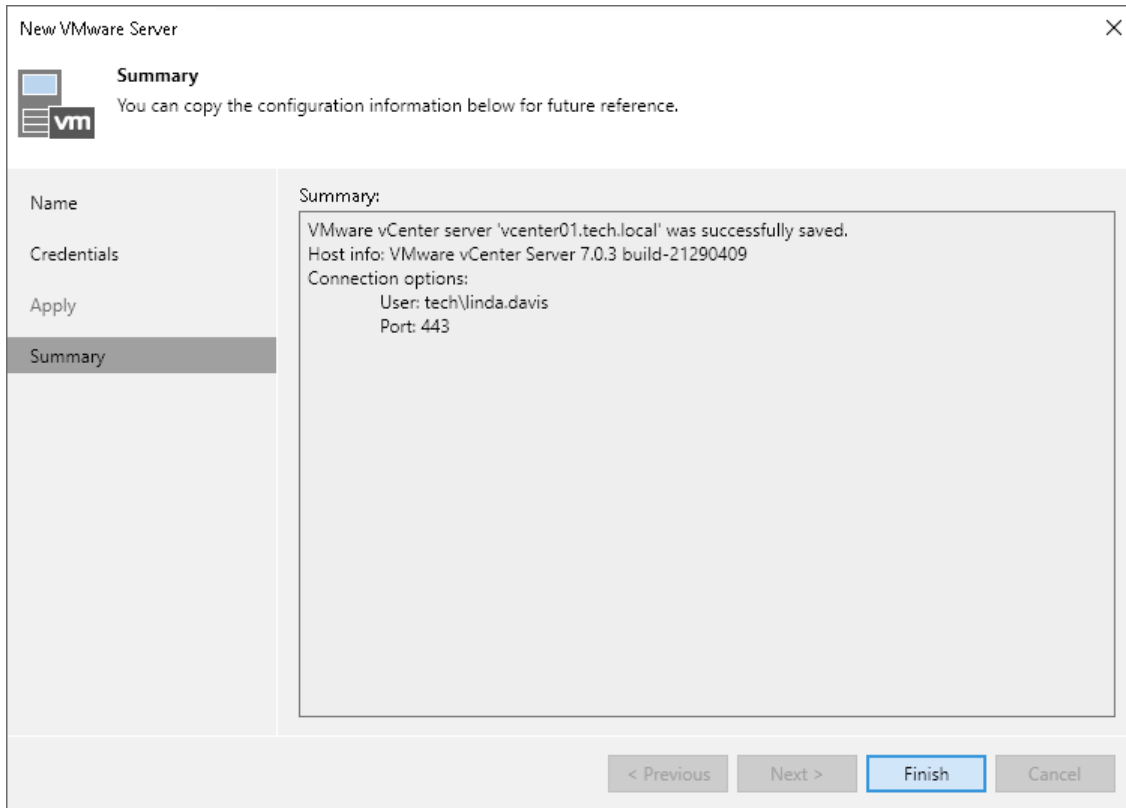 New VMware Server
Summary
You can copy the configuration information below for future reference.
vm
Name
Credentials
Apply
Summary
Summary:
VMware vCenter server 'vcenter01.tech.local' was successfully saved.
Host info: VMware vCenter Server 7.0.3 build-21290409
Connection options:
User: tech\linda.davis
Port: 443
< Previous
Next >
Finish
Cancel